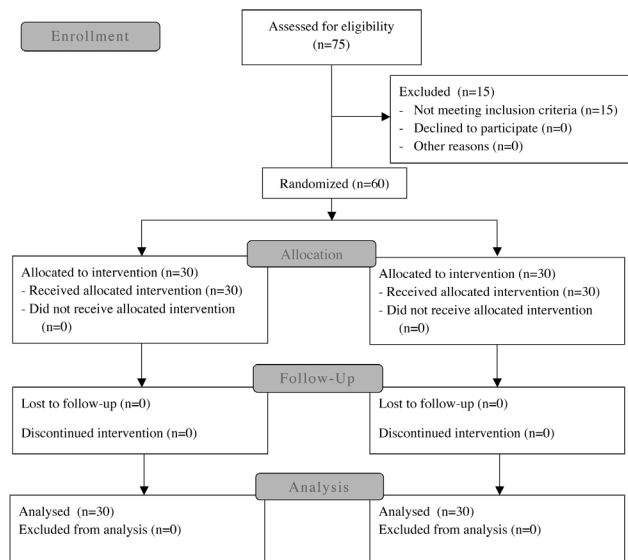 Enrollment
Assessed for eligibility
(n=75)
Excluded (n=15)
- Not meeting inclusion criteria (n=15)
- Declined to participate (n=0)
- Other reasons (n=0)
Randomized (n=60)
Allocation
Allocated to intervention (n=30)
- Received allocated intervention (n=30)
- Did not receive allocated intervention
(n=0)
Allocated to intervention (n=30)
- Received allocated intervention (n=30)
- Did not receive allocated intervention
(n=0)
Follow-Up
Lost to follow-up (n=0)
Discontinued intervention (n=0)
Lost to follow-up (n=0)
Discontinued intervention (n=0)
Analysis
Analysed (n=30)
Excluded from analysis (n=0)
Analysed (n=30)
Excluded from analysis (n=0)